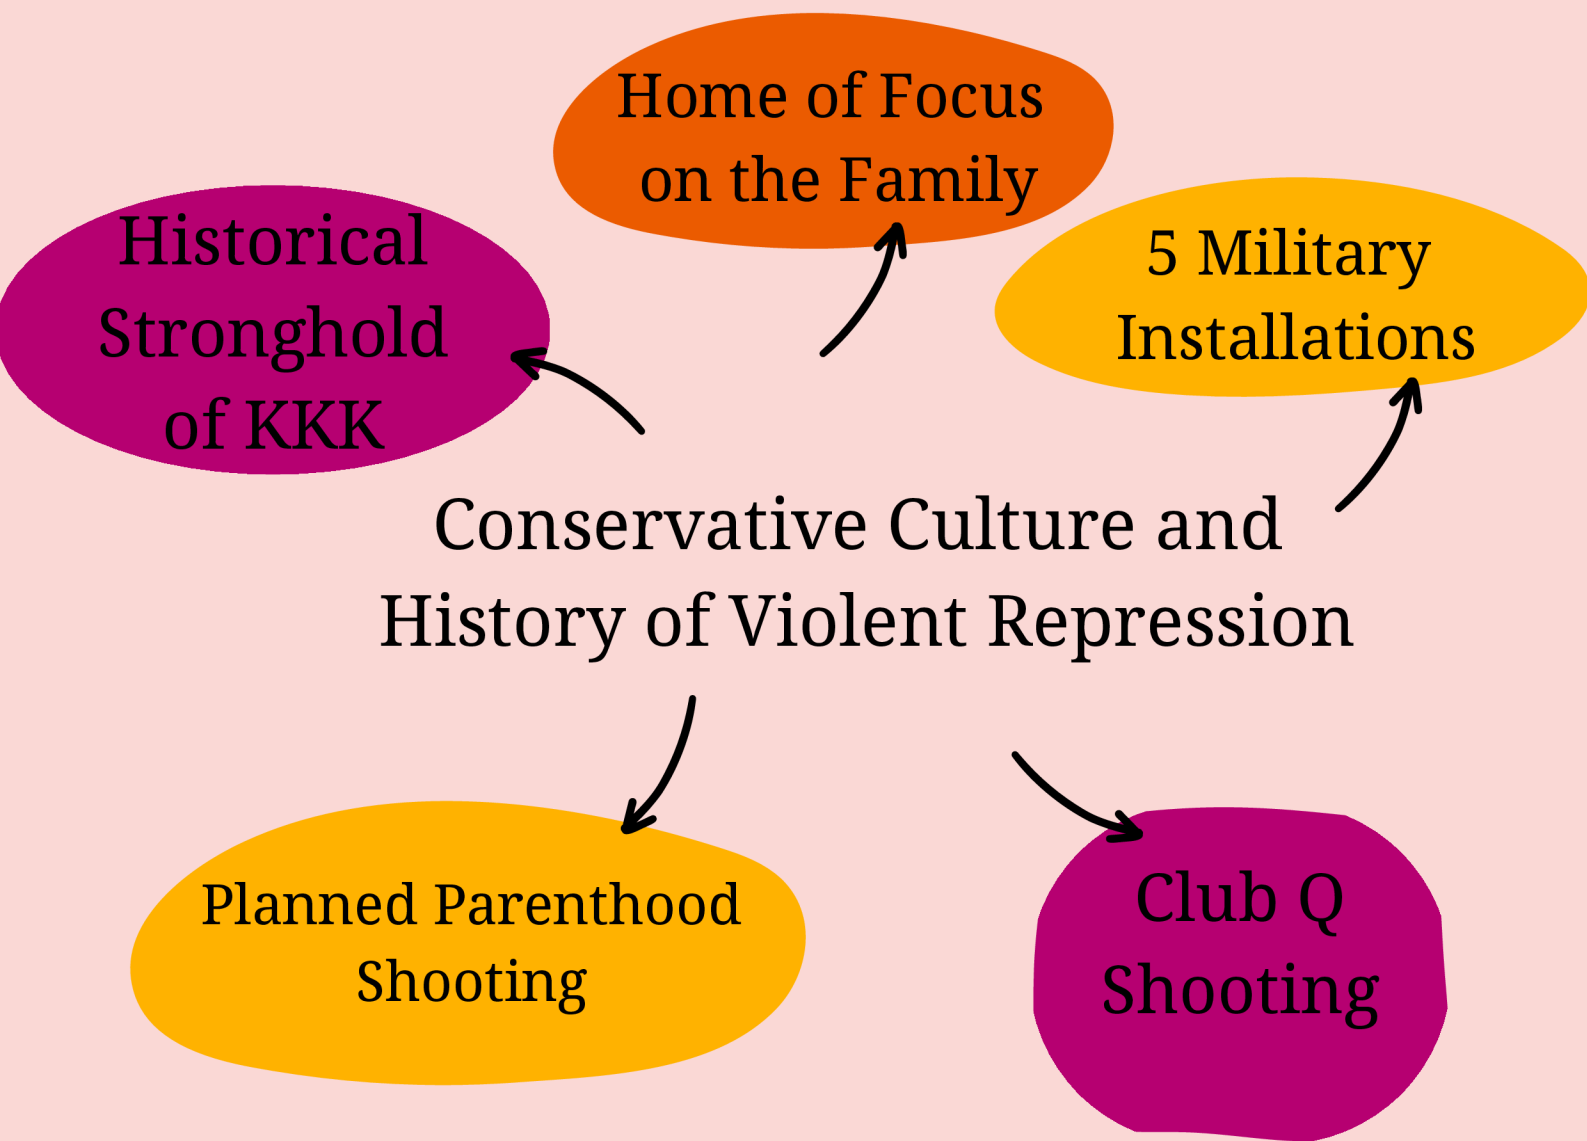 Home of Focus
on the Family
Historical
Stronghold
of KKK
5 Military
Installations
Conservative Culture and
History of Violent Repression
Planned Parenthood
Shooting
Club Q
Shooting